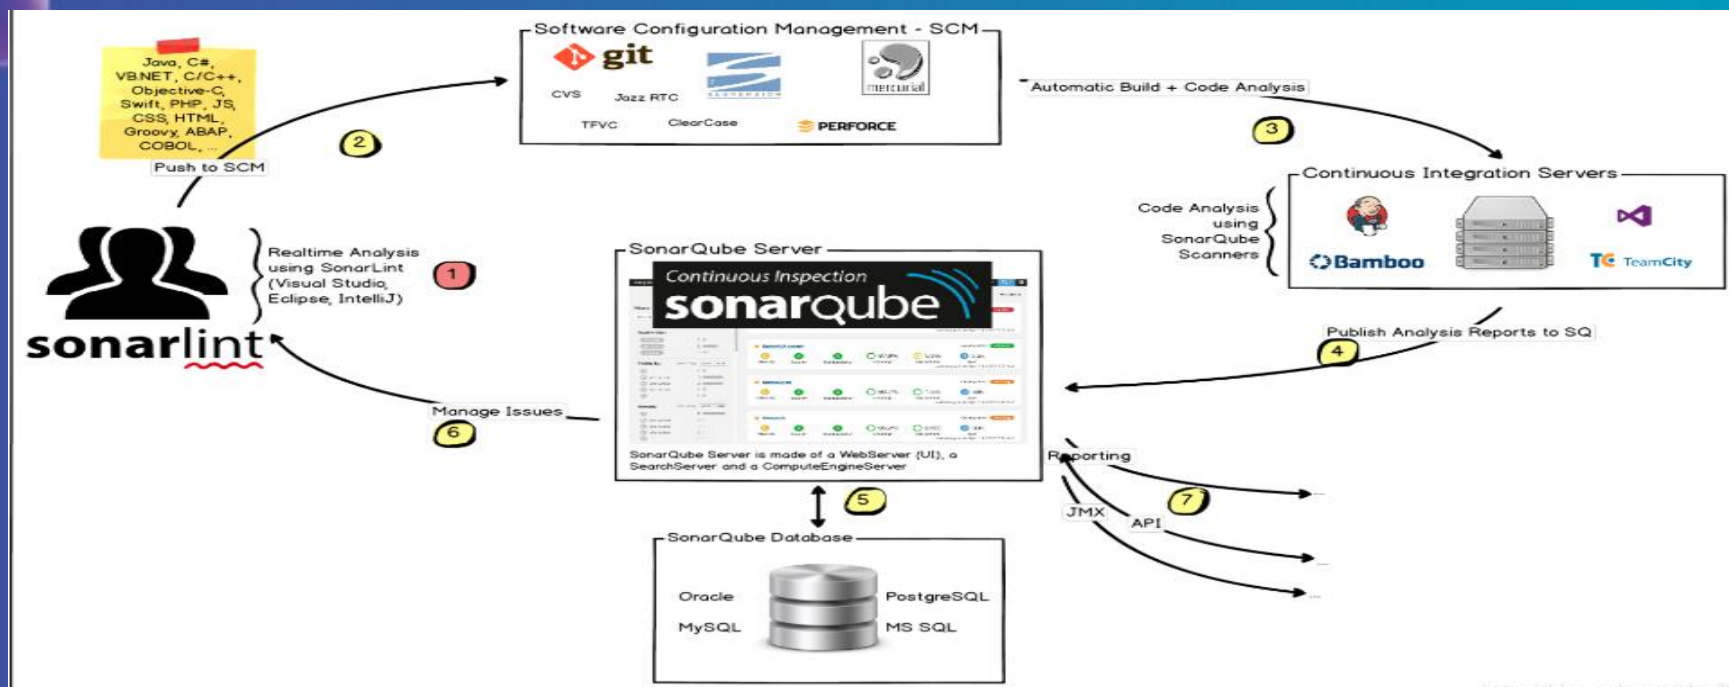 Java, C#,
VB.NET, C/C++,
Objective-C,
Swift, PHP, JS,
CSS, HTML,
Groovy, ABAP,
COBOL, ...
Push to SCM
2
Software Configuration Management - SCM
git
mercurial
CVS
Jazz RTC
TFVC
ClearCase
PERFORCE
Automatic Build + Code Analysis
3
Continuous Integration Servers
Code Analysis
using
SonarQube
Scanners
Bamboo
TC TeamCity
Realtime Analysis
using SonarLint
(Visual Studio,
Eclipse, IntelliJ)
1
sonarlint
SonarQube Server
Continuous Inspection
sonarqube
SonarQube Server is made of a WebServer (UI), a
SearchServer and a ComputeEngineServer
Publish Analysis Reports to SQ
4
Manage Issues
6
Reporting
JMX
API
7
...
...
...
5
SonarQube Database
Oracle
PostgreSQL
MySQL
MS SQL